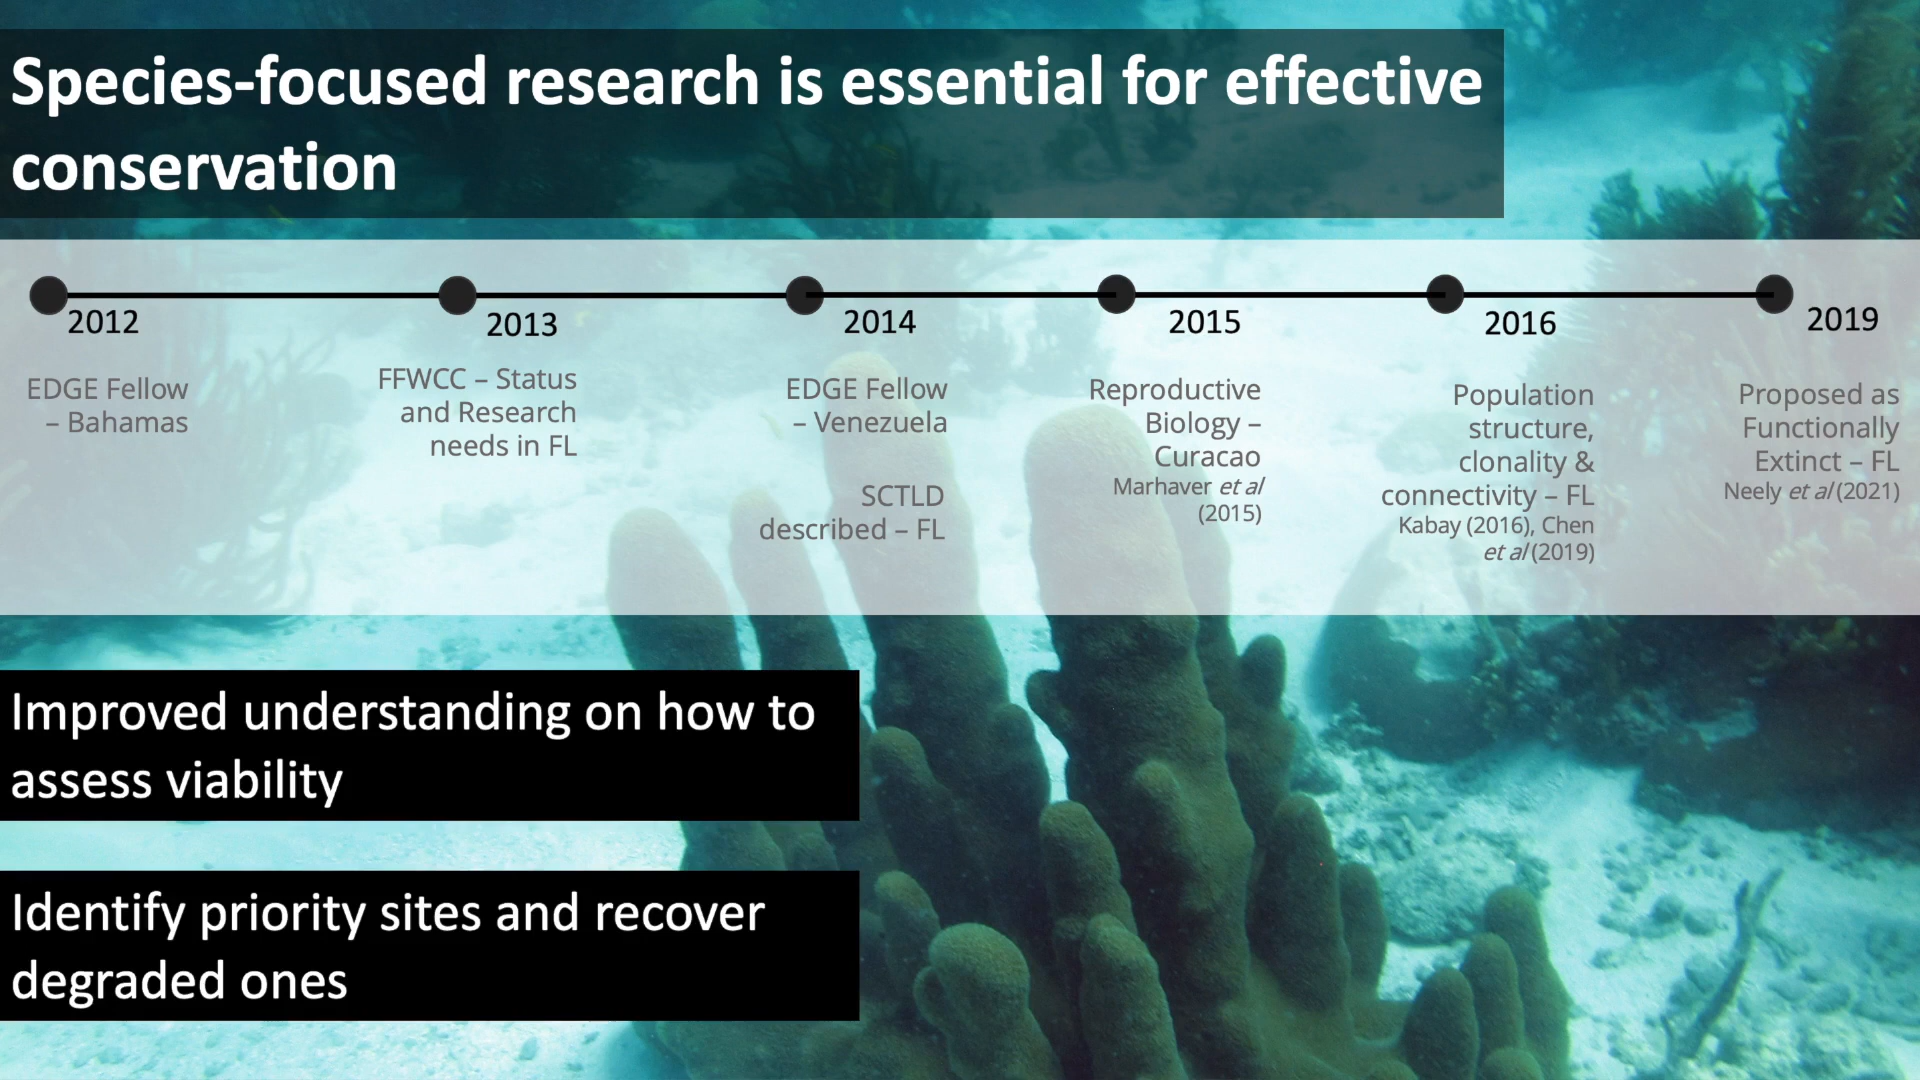 Species-focused research is essential for effective
conservation
2012
EDGE Fellow
– Bahamas
2013
FFWCC – Status
and Research
needs in FL
2014
EDGE Fellow
– Venezuela
SCTLD
described – FL
2015
Reproductive
Biology –
Curacao
Marhaver et al
(2015)
2016
Population
structure,
clonality &
connectivity – FL
Kabay (2016), Chen
et al (2019)
2019
Proposed as
Functionally
Extinct – FL
Neely et al (2021)
Improved understanding on how to
assess viability
Identify priority sites and recover
degraded ones